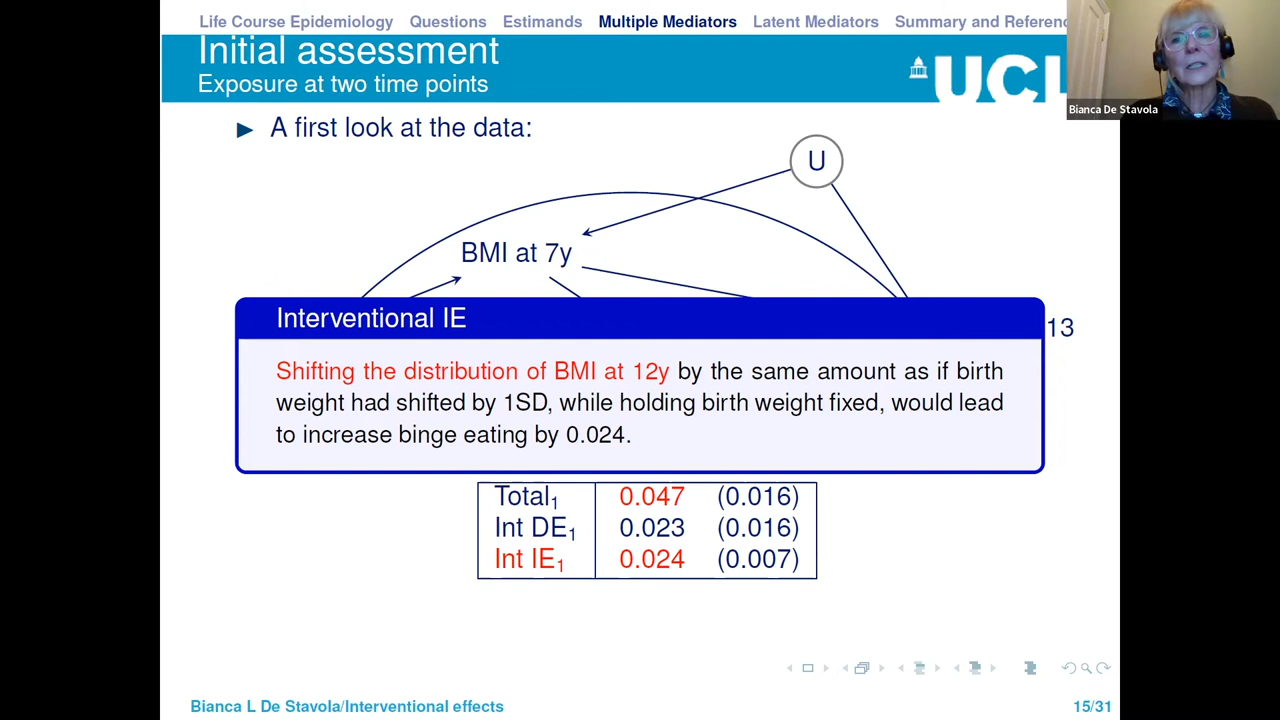 Life Course Epidemiology Questions Estimands Multiple Mediators Latent Mediators Summary and
Initial assessment
Exposure at two time points
UCL
Bianca De Stavola
A first look at the data:
U
BMI at 7y
Interventional IE
13
Shifting the distribution of BMI at 12y by the same amount as if birth
weight had shifted by 1SD, while holding birth weight fixed, would lead
to increase binge eating by 0.024.
Total1 0.047 (0.016)
Int DE1 0.023 (0.016)
Int IE1 0.024 (0.007)
Bianca L De Stavola/Interventional effects
15/31